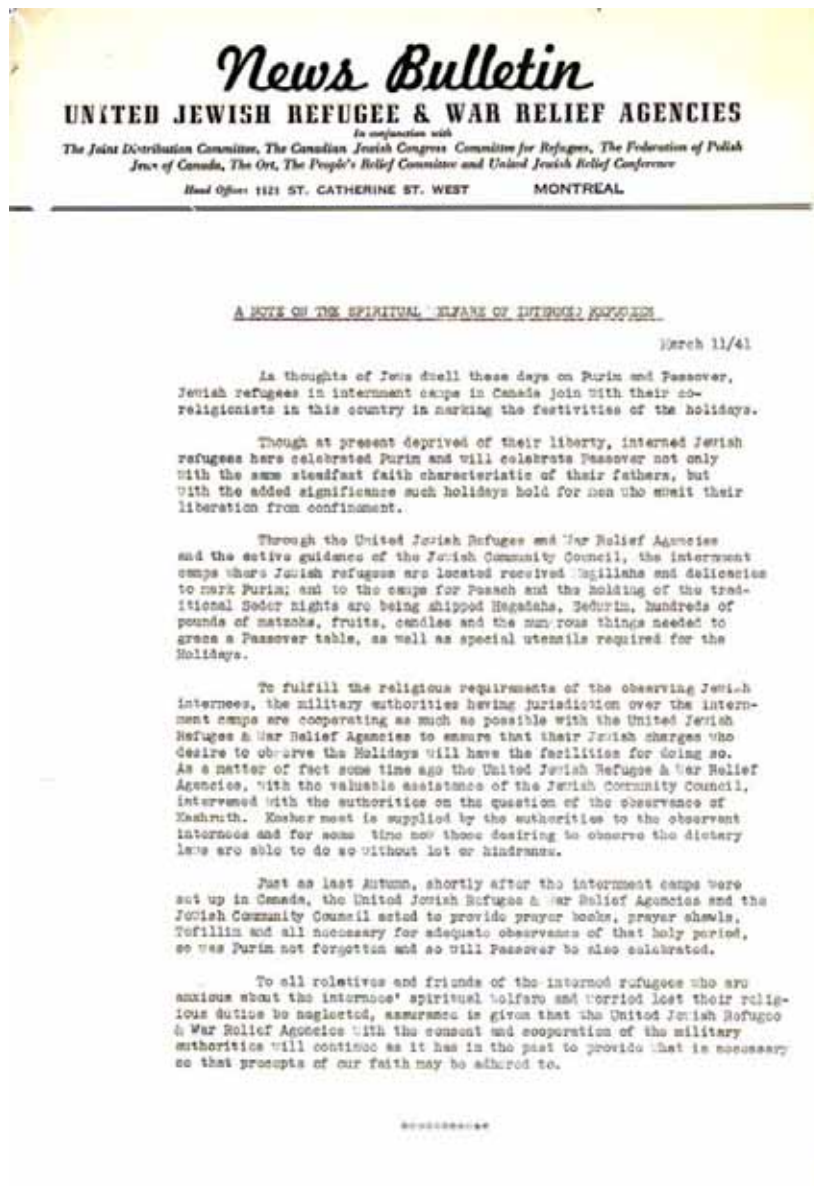 News Bulletin
UNITED JEWISH REFUGEE & WAR RELIEF AGENCIES
In conjunction with
The Joint Distribution Committee, The Canadian Jewish Congress Committee for Refugees, The Federation of Polish
Jews of Canada, The Ort, The People's Relief Committee and United Jewish Relief Conference
Head Office: 1121 ST. CATHERINE ST. WEST MONTREAL
A NOTE ON THE SPIRITUAL WELFARE OF INTERNED REFUGEES
March 11/41
As thoughts of Jews dwell these days on Purim and Passover,
Jewish refugees in internment camps in Canada join with their co-
religionists in this country in marking the festivities of the holidays.
Though at present deprived of their liberty, interned Jewish
refugees here celebrated Purim and will celebrate Passover not only
with the same steadfast faith characteristic of their fathers, but
with the added significance such holidays hold for men who await their
liberation from confinement.
Through the United Jewish Refugee and War Relief Agencies
and the active guidance of the Jewish Community Council, the internment
camps where Jewish refugees are located received Megillahs and delicacies
to mark Purim; and to the camps for Pesach and the holding of the trad-
itional Seder nights are being shipped Hagadahs, Sedurim, hundreds of
pounds of matzohs, fruits, candles and the numerous things needed to
grace a Passover table, as well as special utensils required for the
Holidays.
To fulfill the religious requirements of the observing Jewish
internees, the military authorities having jurisdiction over the intern-
ment camps are cooperating as much as possible with the United Jewish
Refugee & War Relief Agencies to ensure that their Jewish charges who
desire to observe the Holidays will have the facilities for doing so.
As a matter of fact some time ago the United Jewish Refugee & War Relief
Agencies, with the valuable assistance of the Jewish Community Council,
intervened with the authorities on the question of the observance of
Kashruth. Kosher meat is supplied by the authorities to the observant
internees and for some time now those desiring to observe the dietary
laws are able to do so without let or hindrance.
Just as last Autumn, shortly after the internment camps were
set up in Canada, the United Jewish Refugee & War Relief Agencies and the
Jewish Community Council acted to provide prayer books, prayer shawls,
Tefillim and all necessary for adequate observance of that holy period,
so was Purim not forgotten and so will Passover be also celebrated.
To all relatives and friends of the interned refugees who are
anxious about the internees' spiritual welfare and worried lest their relig-
ious duties be neglected, assurance is given that the United Jewish Refugee
& War Relief Agencies with the consent and cooperation of the military
authorities will continue as it has in the past to provide what is necessary
so that precepts of our faith may be adhered to.